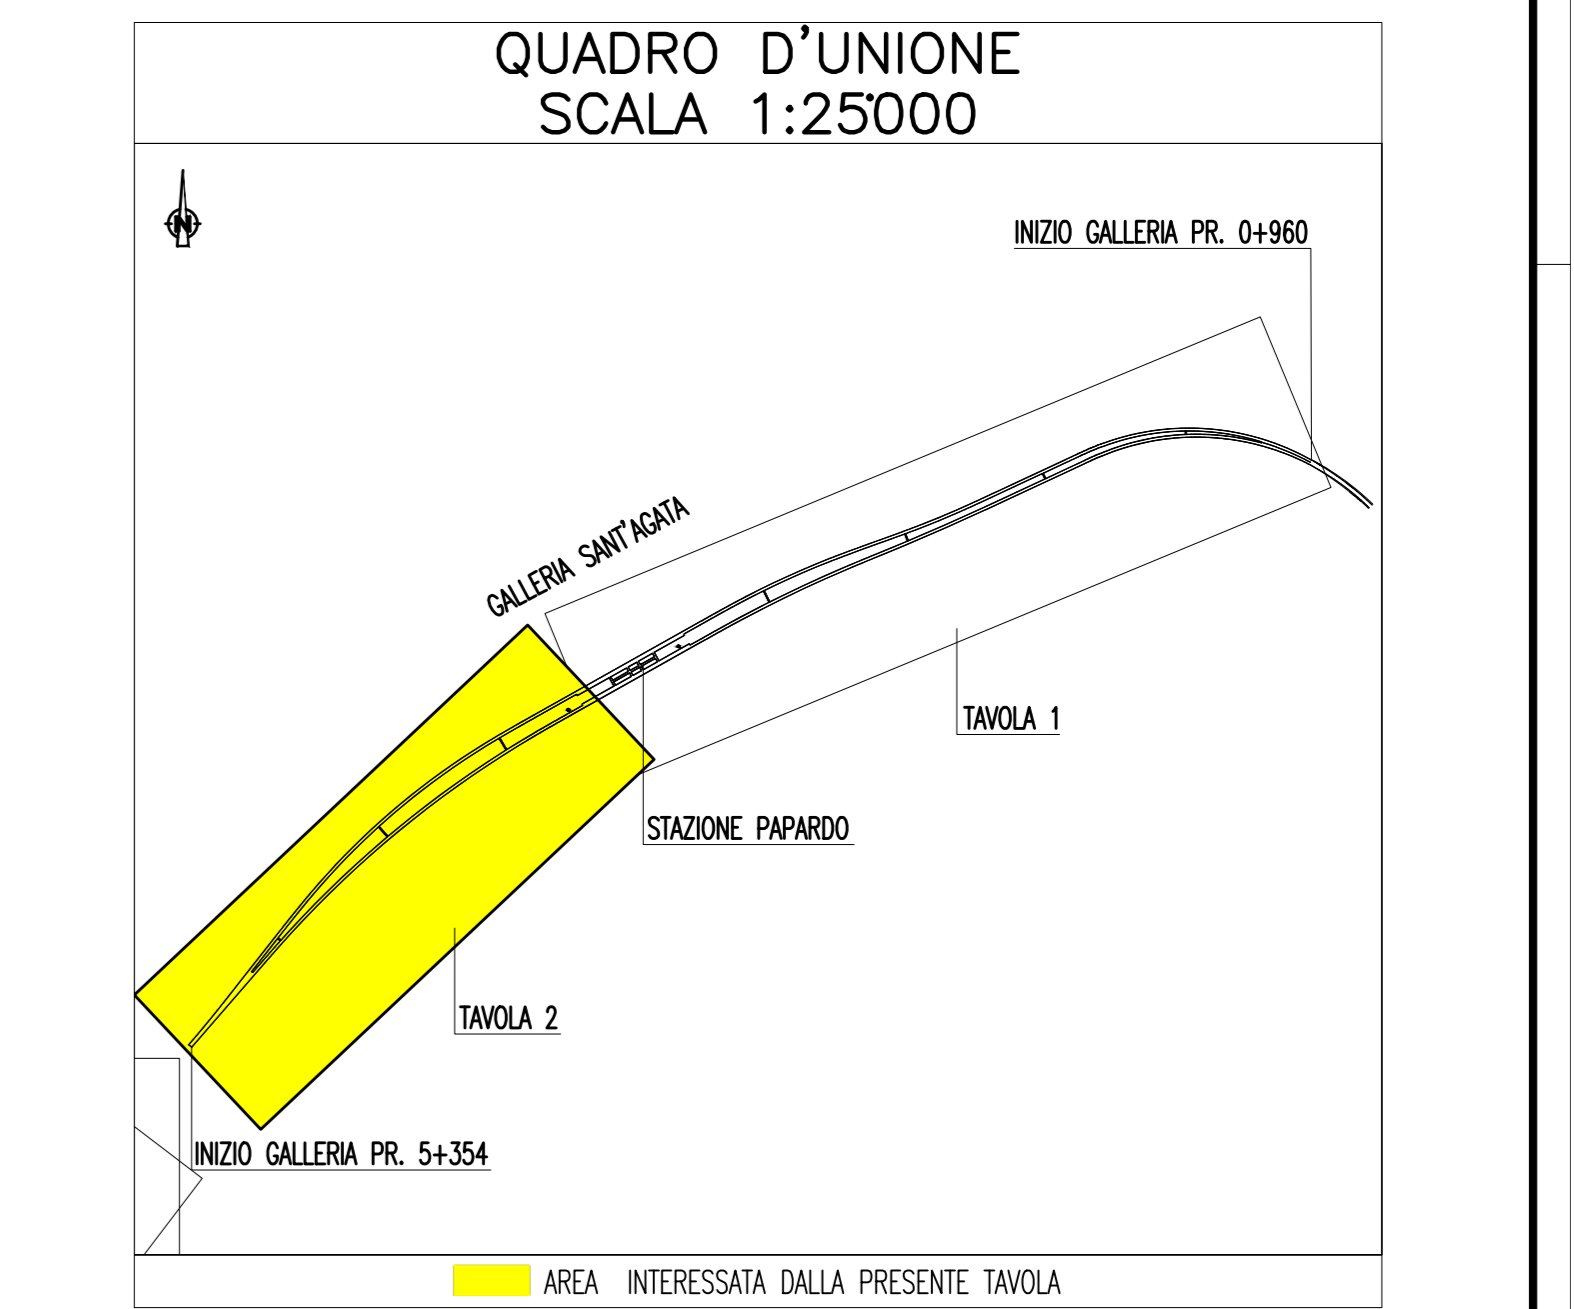 QUADRO D'UNIONE
SCALA 1:25'000
N
INIZIO GALLERIA PR. 0+960
GALLERIA SANT'AGATA
TAVOLA 1
STAZIONE PAPARDO
TAVOLA 2
INIZIO GALLERIA PR. 5+354
AREA INTERESSATA DALLA PRESENTE TAVOLA